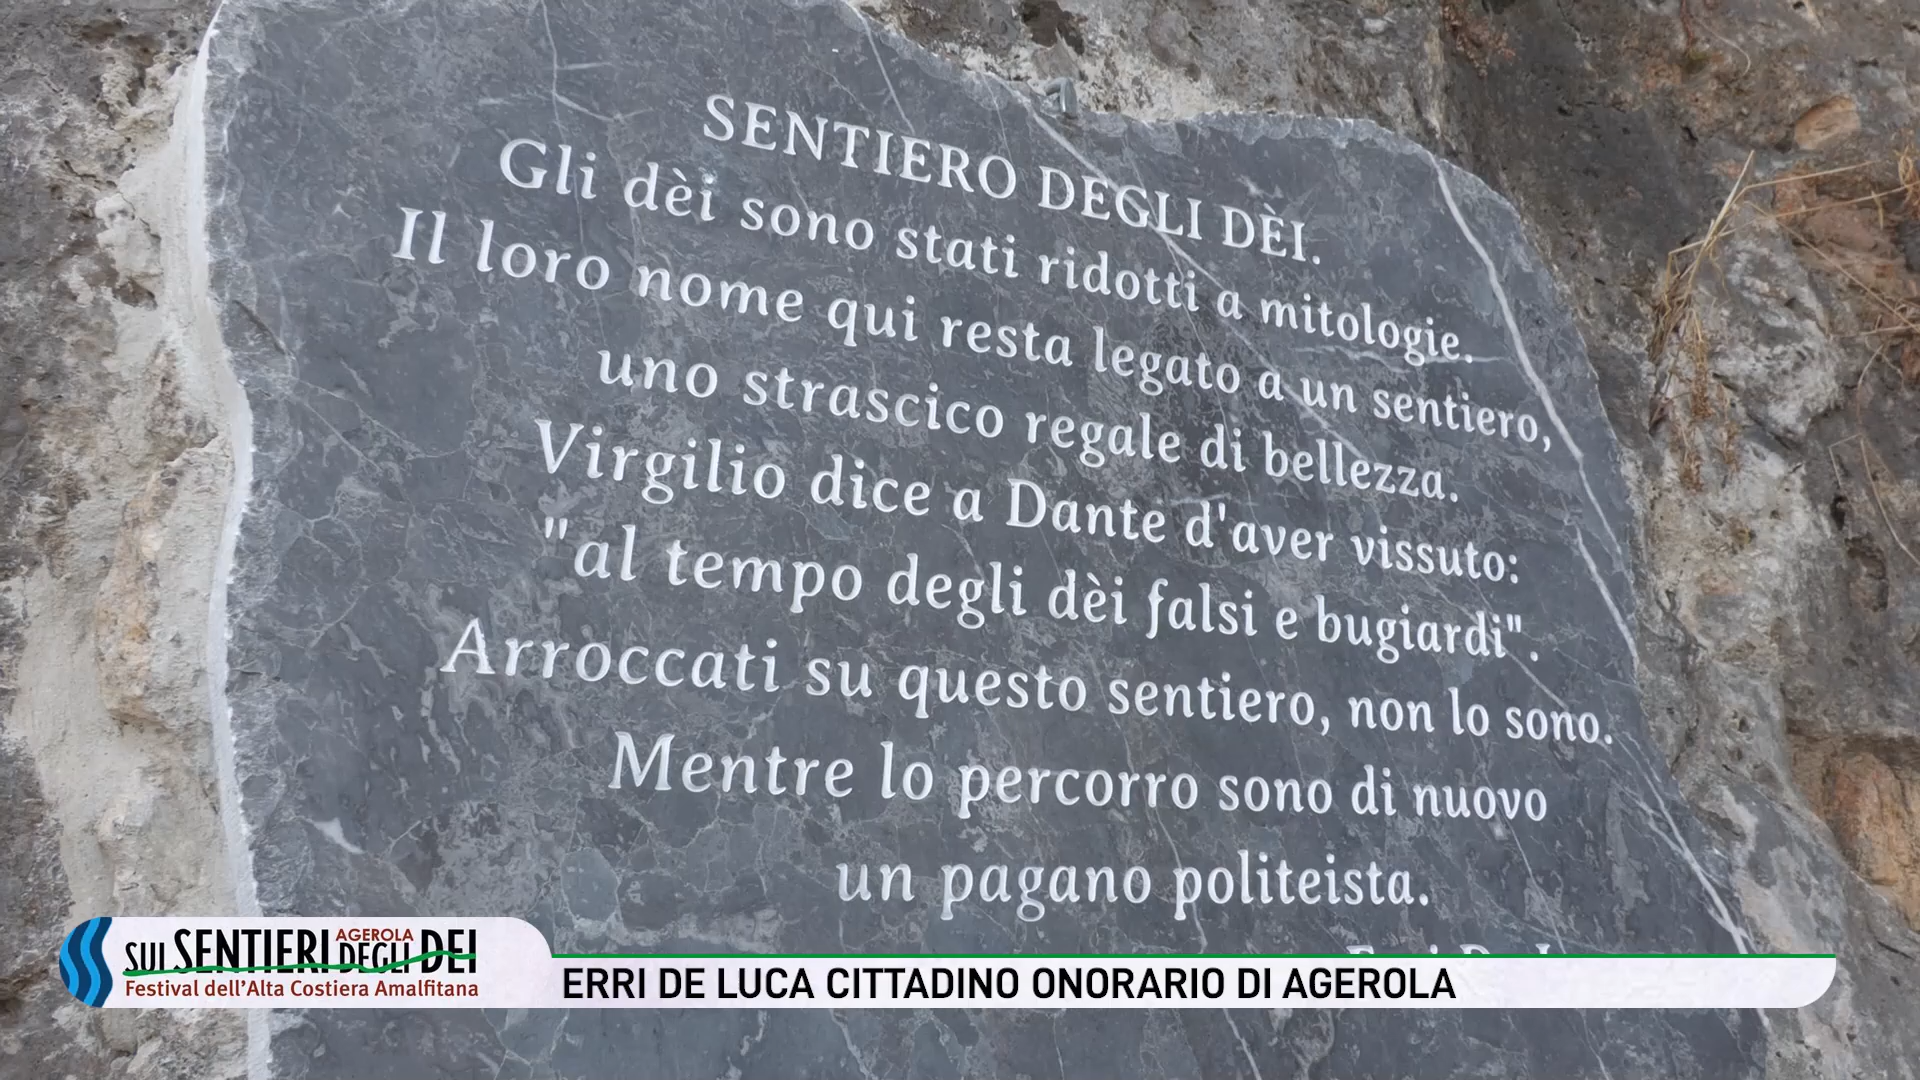 SENTIERO DEGLI DÈI.
Gli dèi sono stati ridotti a mitologie.
Il loro nome qui resta legato a un sentiero,
uno strascico regale di bellezza.
Virgilio dice a Dante d'aver vissuto:
"al tempo degli dèi falsi e bugiardi".
Arroccati su questo sentiero, non lo sono.
Mentre lo percorro sono di nuovo
un pagano politeista.
SUI SENTIERI DEGLI DEI
AGEROLA
Festival dell'Alta Costiera Amalfitana
ERRI DE LUCA CITTADINO ONORARIO DI AGEROLA